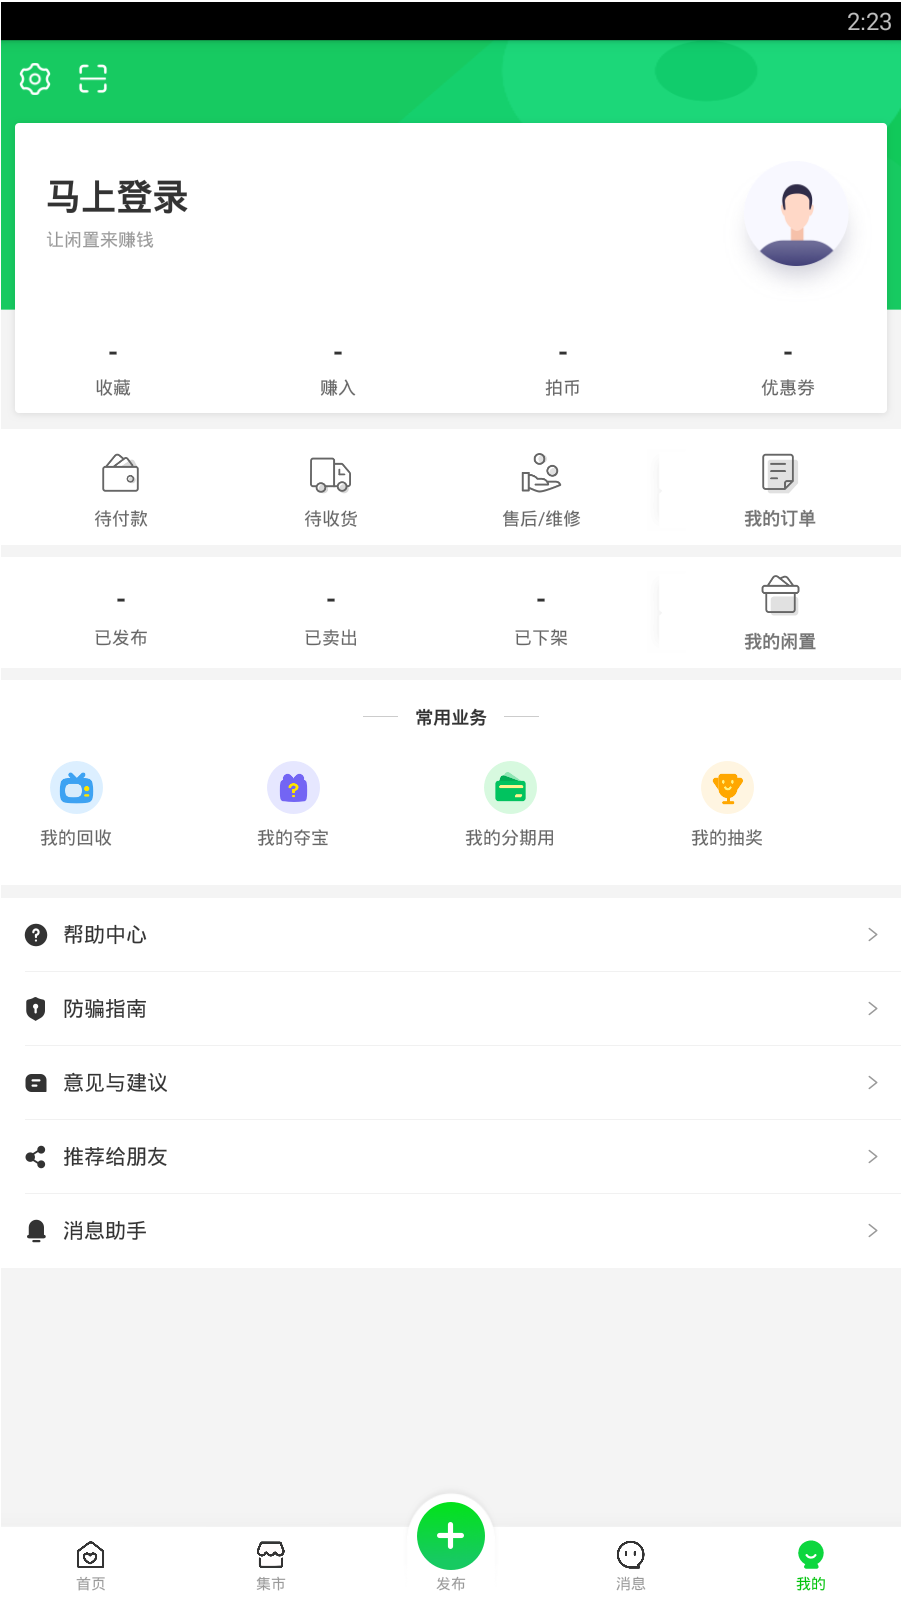 2:23
马上登录
让闲置来赚钱
- - - -
收藏 赚入 拍币 优惠券
待付款 待收货 售后/维修 我的订单
- - -
已发布 已卖出 已下架 我的闲置
常用业务
我的回收 我的夺宝 我的分期用 我的抽奖
帮助中心
防骗指南
意见与建议
推荐给朋友
消息助手
首页 集市 发布 消息 我的